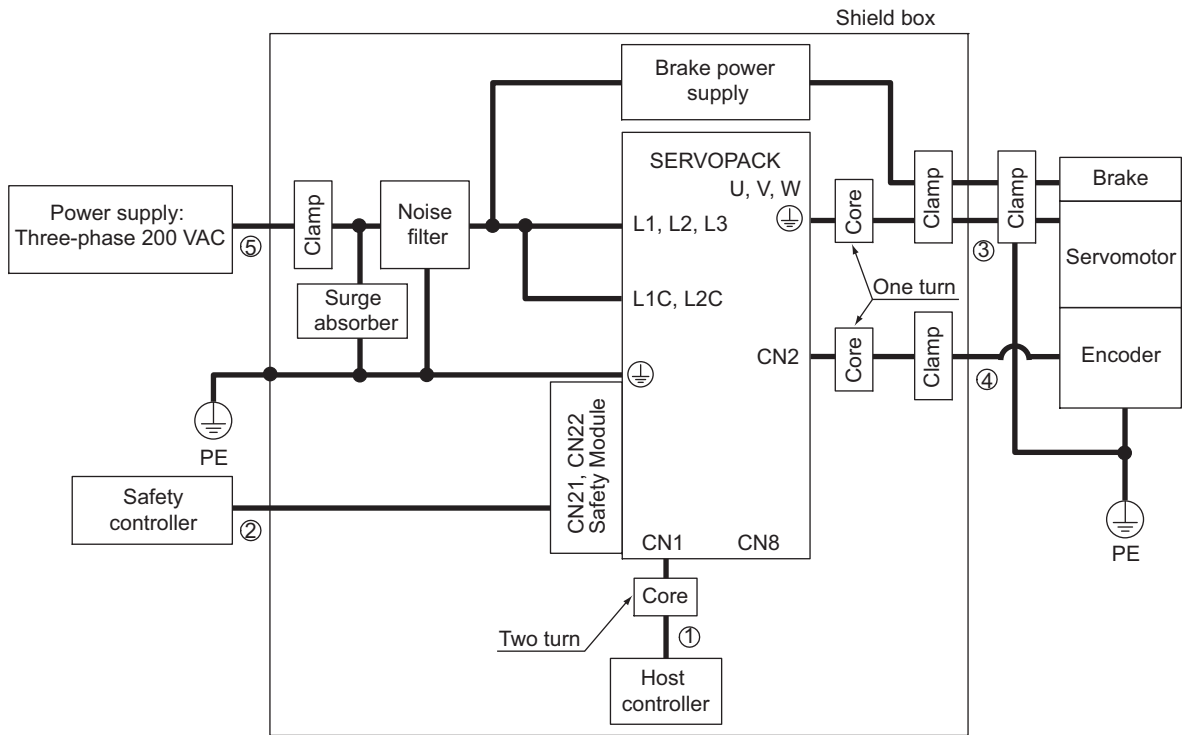 Shield box
Brake power
supply
SERVOPACK
U, V, W
Power supply:
Three-phase 200 VAC
⑤
Clamp
Noise
filter
L1, L2, L3
Core
Clamp
Clamp
Brake
③
Servomotor
One turn
Surge
absorber
L1C, L2C
CN2
Core
Clamp
④
Encoder
PE
CN21, CN22
Safety Module
Safety
controller
②
PE
CN1
CN8
Core
Two turn
①
Host
controller